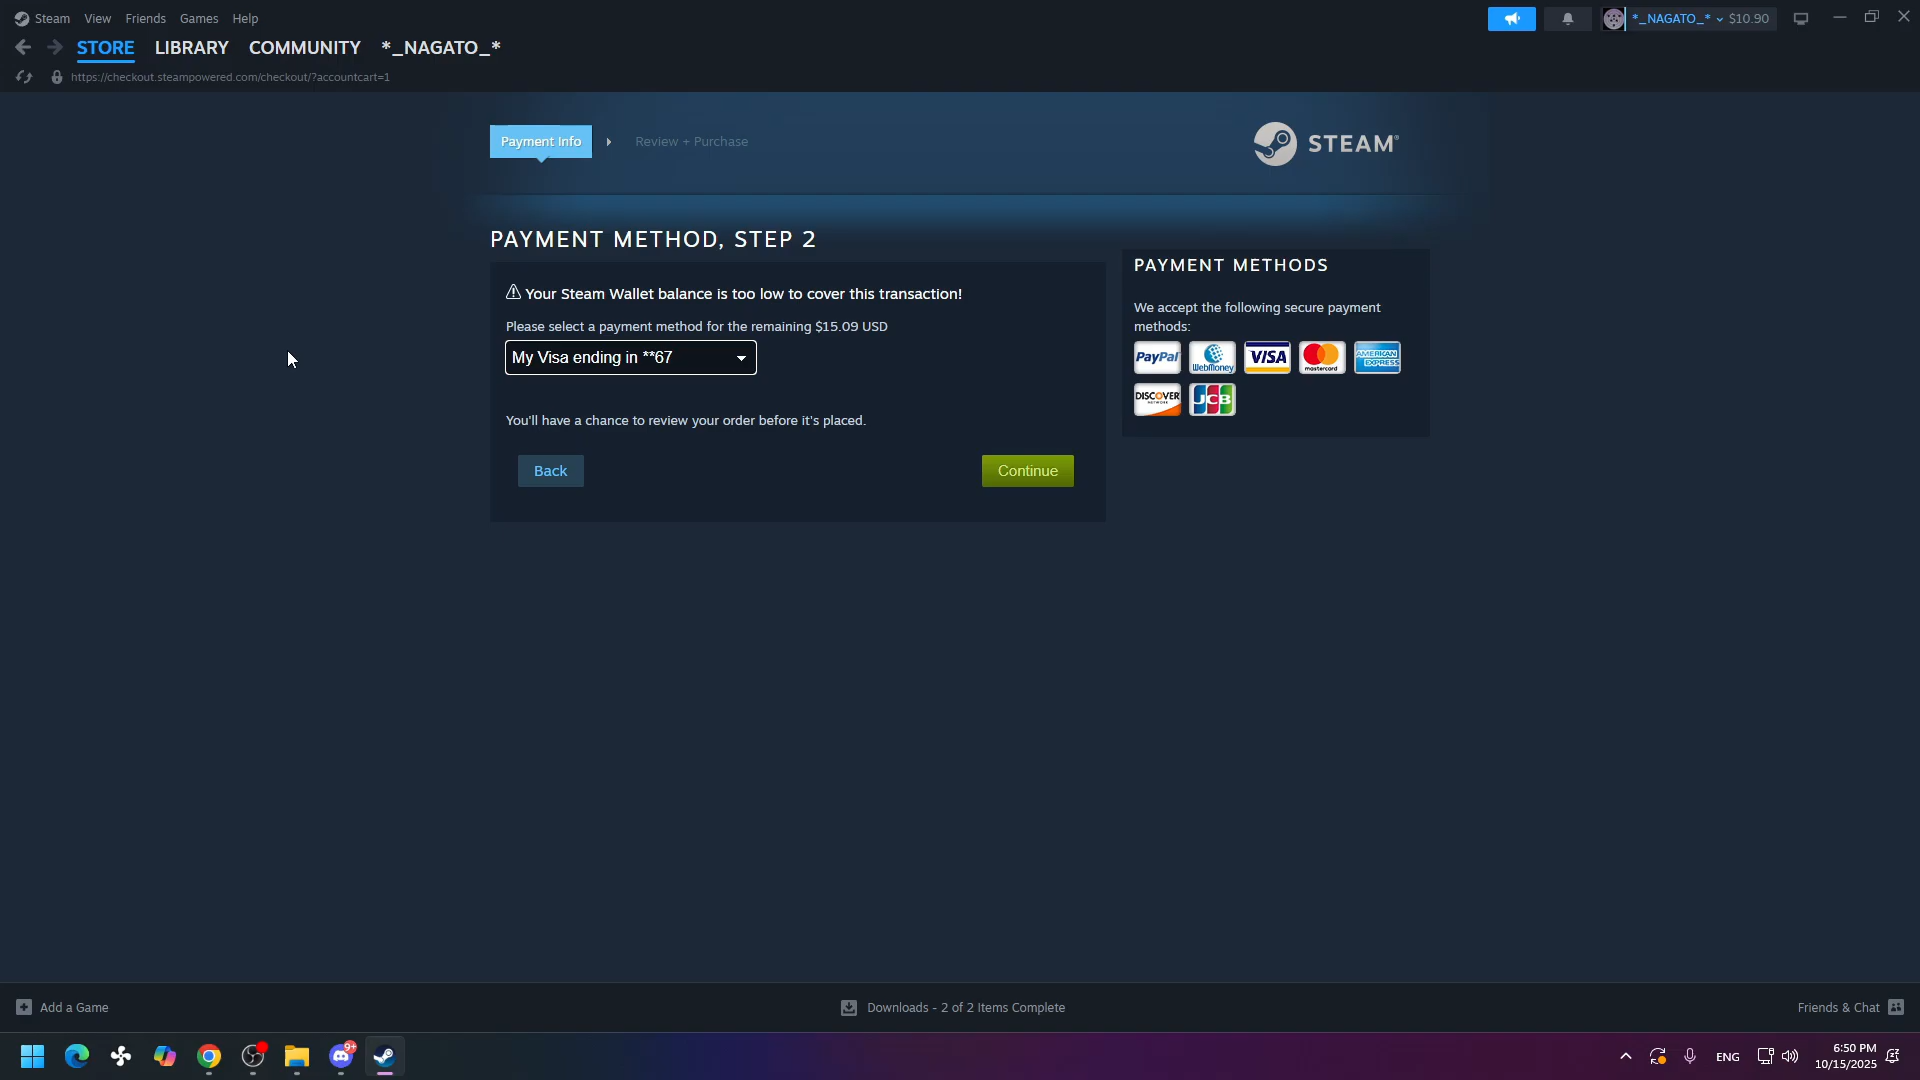 Steam View Friends Games Help
*_NAGATO_* $10.90
STORE LIBRARY COMMUNITY *_NAGATO_*
https://checkout.steampowered.com/checkout/?accountcart=1
Payment Info Review + Purchase
STEAM®
PAYMENT METHOD, STEP 2
Your Steam Wallet balance is too low to cover this transaction!
Please select a payment method for the remaining $15.09 USD
My Visa ending in **67
You'll have a chance to review your order before it's placed.
Back Continue
PAYMENT METHODS
We accept the following secure payment
methods:
PayPal WebMoney VISA mastercard AMERICAN EXPRESS
DISCOVER NETWORK JCB
Add a Game Downloads - 2 of 2 Items Complete Friends & Chat
9+
ENG
6:50 PM
10/15/2025